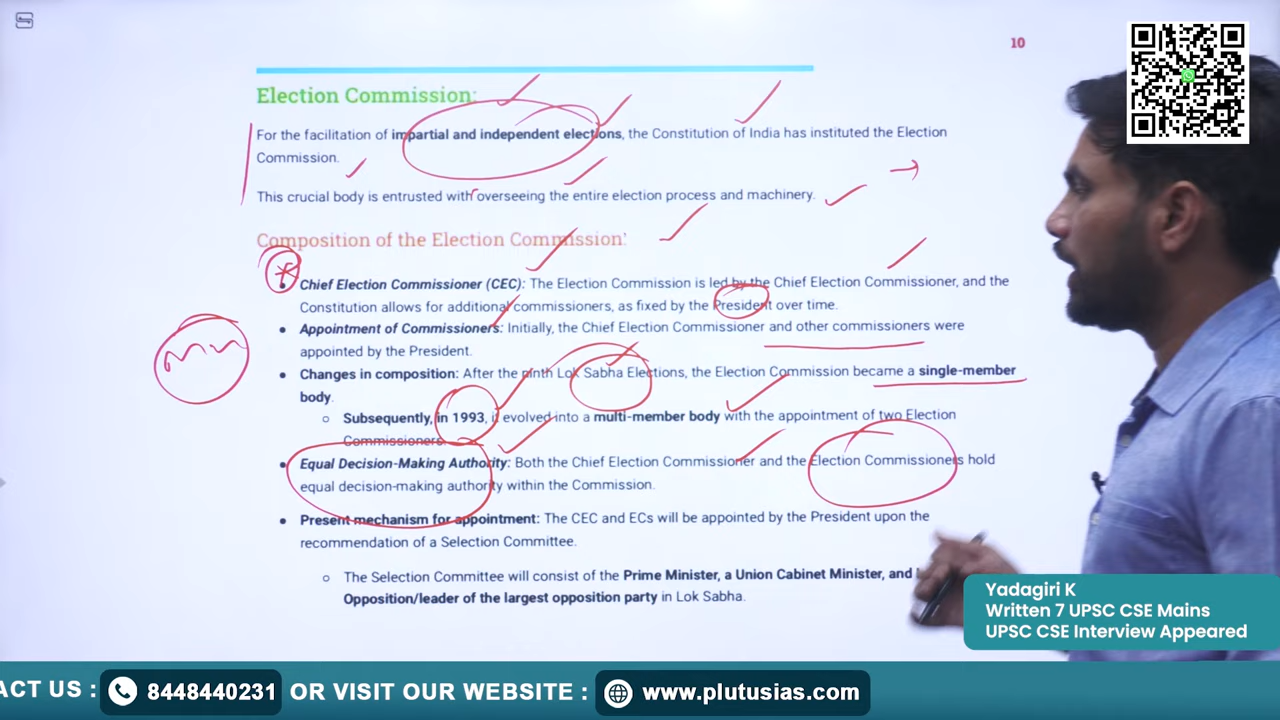 10
Election Commission:
For the facilitation of impartial and independent elections, the Constitution of India has instituted the Election
Commission.
This crucial body is entrusted with overseeing the entire election process and machinery.
Composition of the Election Commission:
Chief Election Commissioner (CEC): The Election Commission is led by the Chief Election Commissioner, and the
Constitution allows for additional commissioners, as fixed by the President over time.
Appointment of Commissioners: Initially, the Chief Election Commissioner and other commissioners were
appointed by the President.
Changes in composition: After the ninth Lok Sabha Elections, the Election Commission became a single-member
body.
Subsequently, in 1993, it evolved into a multi-member body with the appointment of two Election
Commissioners.
Equal Decision-Making Authority: Both the Chief Election Commissioner and the Election Commissioners hold
equal decision-making authority within the Commission.
Present mechanism for appointment: The CEC and ECs will be appointed by the President upon the
recommendation of a Selection Committee.
The Selection Committee will consist of the Prime Minister, a Union Cabinet Minister, and
Opposition/leader of the largest opposition party in Lok Sabha.
Yadagiri K
Written 7 UPSC CSE Mains
UPSC CSE Interview Appeared
ACT US : 8448440231 OR VISIT OUR WEBSITE : www.plutusias.com